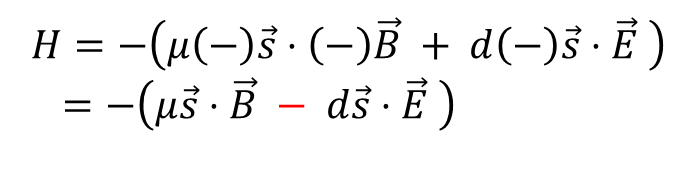 H = −(μ(−)s⃗ · (−)B⃗ + d(−)s⃗ · E⃗ )
= −(μs⃗ · B⃗ − ds⃗ · E⃗ )